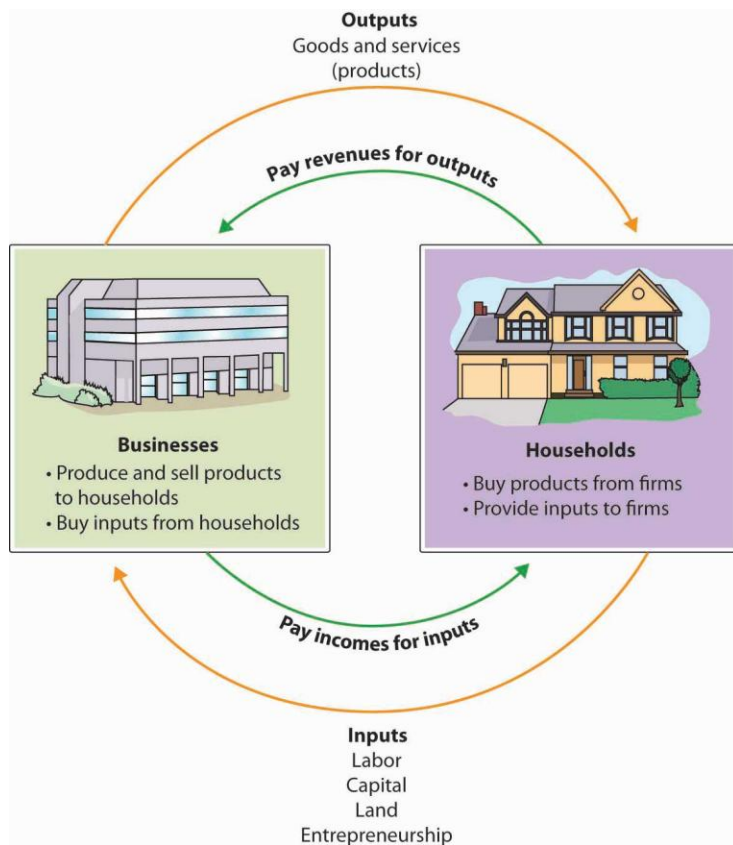 Outputs
Goods and services
(products)
Pay revenues for outputs
Businesses
• Produce and sell products
to households
• Buy inputs from households
Households
• Buy products from firms
• Provide inputs to firms
Pay incomes for inputs
Inputs
Labor
Capital
Land
Entrepreneurship